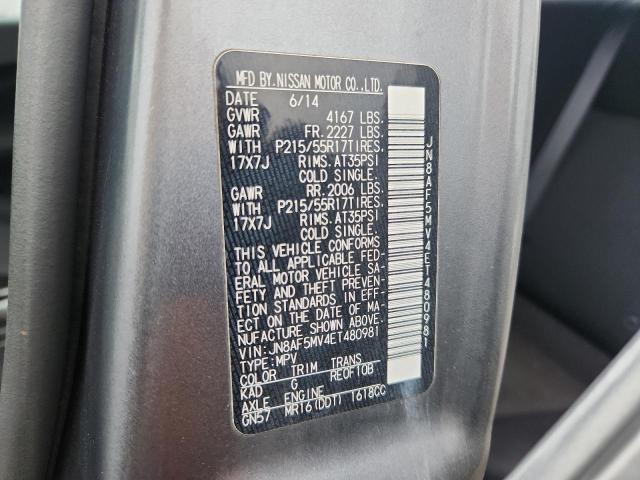 MFD BY.NISSAN MOTOR CO.,LTD.
DATE 6/14
GVWR 4167 LBS.
GAWR FR. 2227 LBS.
WITH P215/55R17TIRES.
17X7J RIMS. AT35PSI
COLD SINGLE.
GAWR RR. 2006 LBS.
WITH P215/55R17TIRES.
17X7J RIMS. AT35PSI
COLD SINGLE.
THIS VEHICLE CONFORMS
TO ALL APPLICABLE FED-
ERAL MOTOR VEHICLE SA-
FETY AND THEFT PREVEN-
TION STANDARDS IN EFF-
ECT ON THE DATE OF MA-
NUFACTURE SHOWN ABOVE.
VIN:JN8AF5MV4ET480981
TYPE: MPV
COLOR TRIM TRANS
KAD G RE0F10B
AXLE ENGINE
GN57 MR16(DDT) 1618CC
JN8AF5MV4ET480981